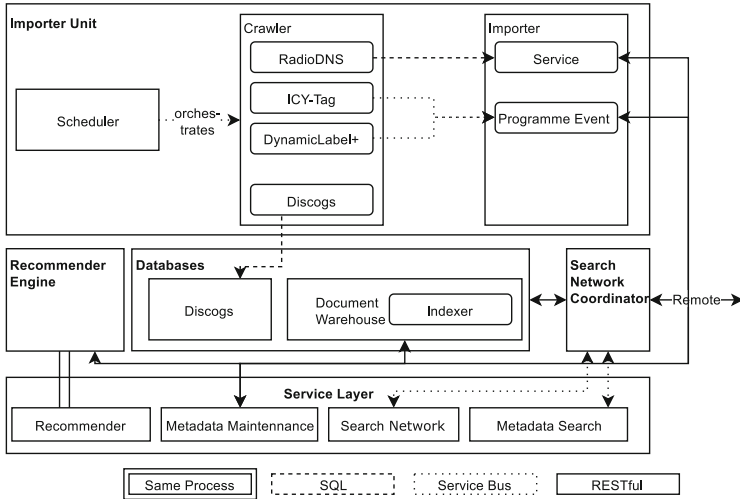 Importer Unit
Crawler
Importer
RadioDNS
Service
ICY-Tag
Scheduler
orches-
trates
Programme Event
DynamicLabel+
Discogs
Recommender
Engine
Databases
Search
Network
Coordinator
Discogs
Document
Warehouse
Indexer
Remote
Service Layer
Recommender
Metadata Maintennance
Search Network
Metadata Search
Same Process
SQL
Service Bus
RESTful